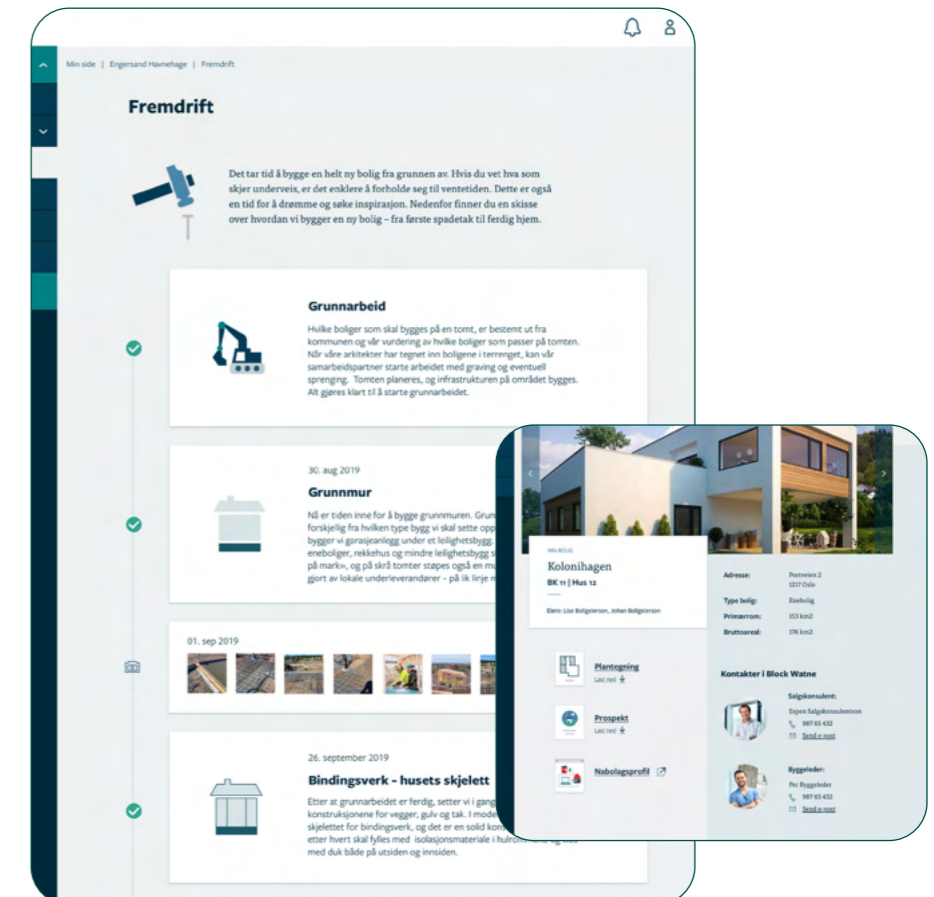 Min side | Engersand Havnehage | Fremdrift
Fremdrift
Det tar tid å bygge en helt ny bolig fra grunnen av. Hvis du vet hva som
skjer underveis, er det enklere å forholde seg til ventetiden. Dette er også
en tid for å drømme og søke inspirasjon. Nedenfor finner du en skisse
over hvordan vi bygger en ny bolig – fra første spadetak til ferdig hjem.
Grunnarbeid
Hvilke boliger som skal bygges på en tomt, er bestemt ut fra
kommunen og vår vurdering av hvilke boliger som passer på tomten.
Når våre arkitekter har tegnet inn boligene i terrenget, kan vår
samarbeidspartner starte arbeidet med graving og eventuell
sprenging. Tomten planeres, og infrastrukturen på området bygges.
Alt gjøres klart til å starte grunnarbeidet.
30. aug 2019
Grunnmur
Nå er tiden inne for å bygge grunnmuren.
forskjellig fra hvilken type bygg vi skal sette opp
bygger vi garasjeanlegg under et leilighetsbygg.
eneboliger, rekkehus og mindre leilighetsbygg
på mark», og på skrå tomter støpes også en
gjort av lokale underleverandører – på lik linje
01. sep 2019
26. september 2019
Bindingsverk - husets skjelett
Etter at grunnarbeidet er ferdig, setter vi i gang
konstruksjonene for vegger, gulv og tak. I
skjelettet for bindingsverk, og det er en solid
etter hvert skal fylles med isolasjonsmateriale i
med duk både på utsiden og innsiden.
MIN BOLIG
Kolonihagen
BK 11 | Hus 12
Eiere: Lise Boligeierson, Johan Boligeierson
Plantegning
Last ned
Prospekt
Last ned
Nabolagsprofil
Adresse: Portveien 2
1217 Oslo
Type bolig: Enebolig
Primærrom: 153 km2
Bruttoareal: 176 km2
Kontakter i Block Watne
Salgskonsulent:
Espen Salgskonsulentson
987 65 432
Send e-post
Byggeleder:
Per Byggeleder
987 65 432
Send e-post